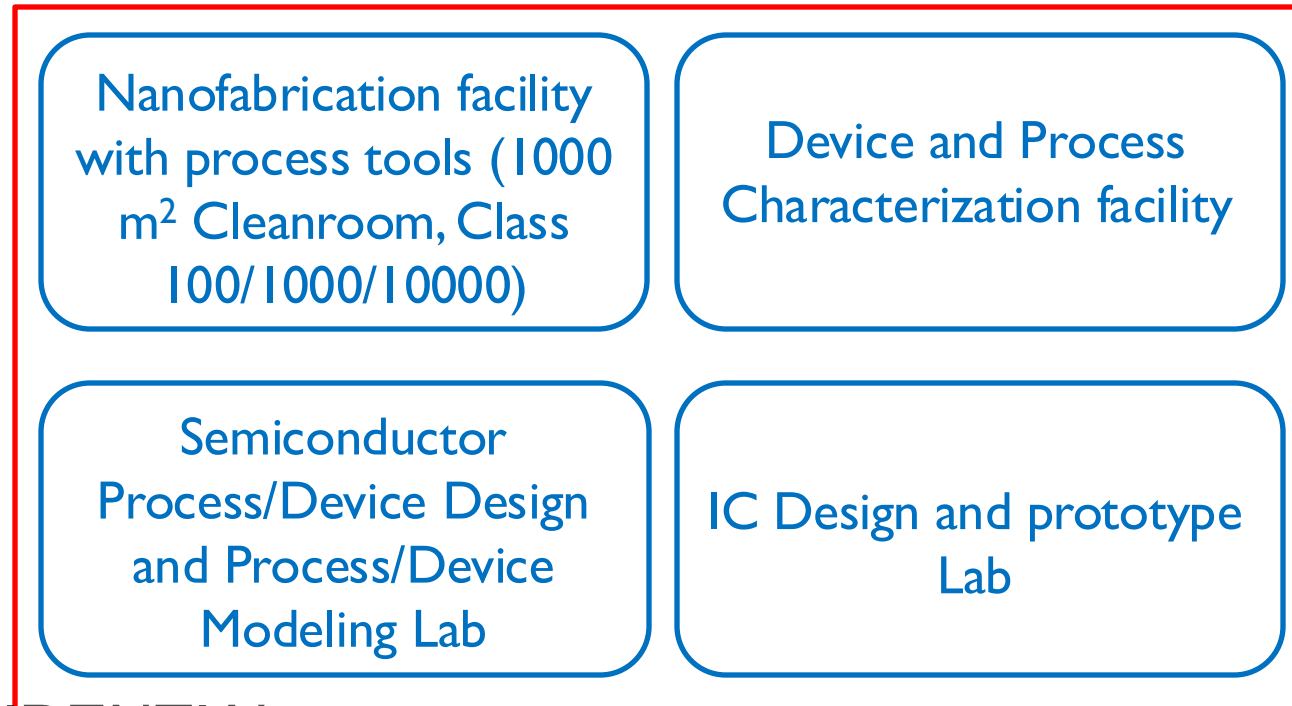 Nanofabrication facility
with process tools (1000
m² Cleanroom, Class
100/1000/10000)
Device and Process
Characterization facility
Semiconductor
Process/Device Design
and Process/Device
Modeling Lab
IC Design and prototype
Lab